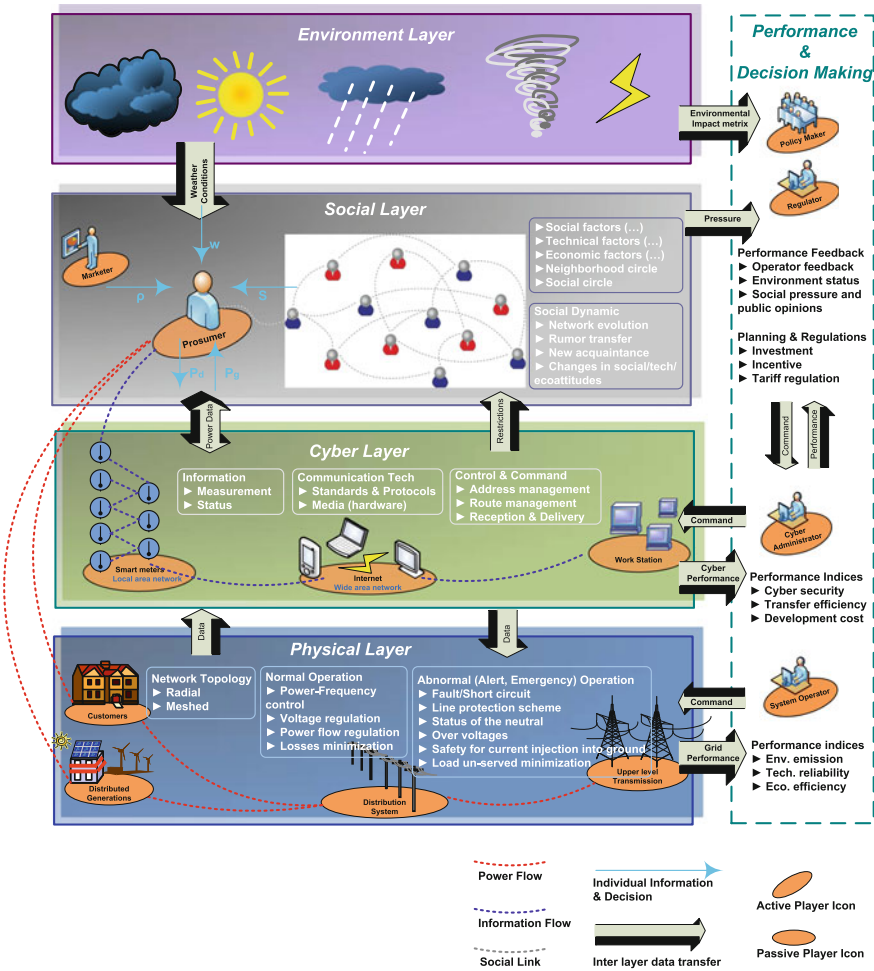 Environment Layer
Performance
&
Decision Making
Environmental
Impact metrix
Policy Maker
Weather
Conditions
Regulator
Social Layer
Pressure
Marketer
w
p
S
Prosumer
Pd
Pg
►Social factors (...)
►Technical factors (...)
►Economic factors (...)
►Neighborhood circle
►Social circle
Social Dynamic
► Network evolution
► Rumor transfer
► New acquaintance
► Changes in social/tech/
ecoattitudes
Performance Feedback
► Operator feedback
► Environment status
► Social pressure and
public opinions
Planning & Regulations
► Investment
► Incentive
► Tariff regulation
Power Data
Restrictions
Command
Performance
Cyber Layer
Information
► Measurement
► Status
Communication Tech
► Standards & Protocols
► Media (hardware)
Control & Command
► Address management
► Route management
► Reception & Delivery
Command
Cyber
Administrator
Smart meters
Local area network
Internet
Wide area network
Work Station
Cyber
Performance
Performance Indices
► Cyber security
► Transfer efficiency
► Development cost
Data
Data
Physical Layer
Network Topology
► Radial
► Meshed
Normal Operation
► Power-Frequency
control
► Voltage regulation
► Power flow regulation
► Losses minimization
Abnormal (Alert, Emergency) Operation
► Fault/Short circuit
► Line protection scheme
► Status of the neutral
► Over voltages
► Safety for current injection into ground
► Load un-served minimization
Customers
Distributed
Generations
Distribution
System
Upper level
Transmission
Command
System Operator
Grid
Performance
Performance indices
► Env. emission
► Tech. reliability
► Eco. efficiency
Power Flow
Individual Information
& Decision
Active Player Icon
Information Flow
Social Link
Inter layer data transfer
Passive Player Icon